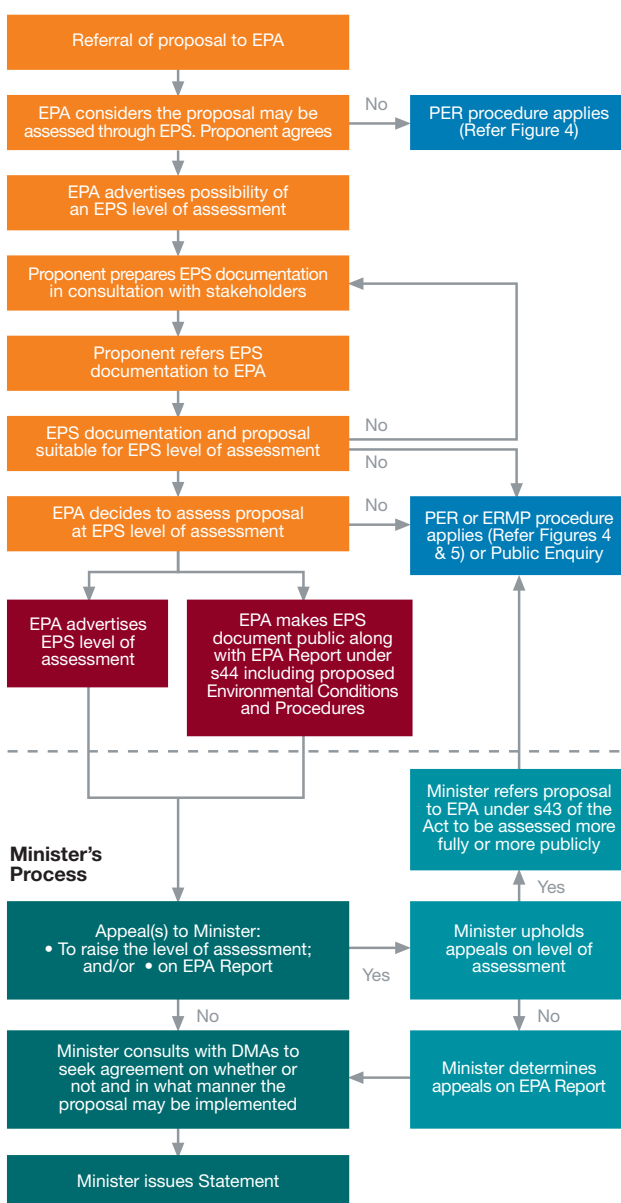 Referral of proposal to EPA
EPA considers the proposal may be
assessed through EPS. Proponent agrees
No
PER procedure applies
(Refer Figure 4)
EPA advertises possibility of
an EPS level of assessment
Proponent prepares EPS documentation
in consultation with stakeholders
Proponent refers EPS
documentation to EPA
EPS documentation and proposal
suitable for EPS level of assessment
No
No
EPA decides to assess proposal
at EPS level of assessment
No
PER or ERMP procedure
applies (Refer Figures 4
& 5) or Public Enquiry
EPA advertises
EPS level of
assessment
EPA makes EPS
document public along
with EPA Report under
s44 including proposed
Environmental Conditions
and Procedures
Minister refers proposal
to EPA under s43 of the
Act to be assessed more
fully or more publicly
Minister's
Process
Yes
Appeal(s) to Minister:
• To raise the level of assessment;
and/or • on EPA Report
Yes
Minister upholds
appeals on level of
assessment
No
No
Minister consults with DMAs to
seek agreement on whether or
not and in what manner the
proposal may be implemented
Minister determines
appeals on EPA Report
Minister issues Statement